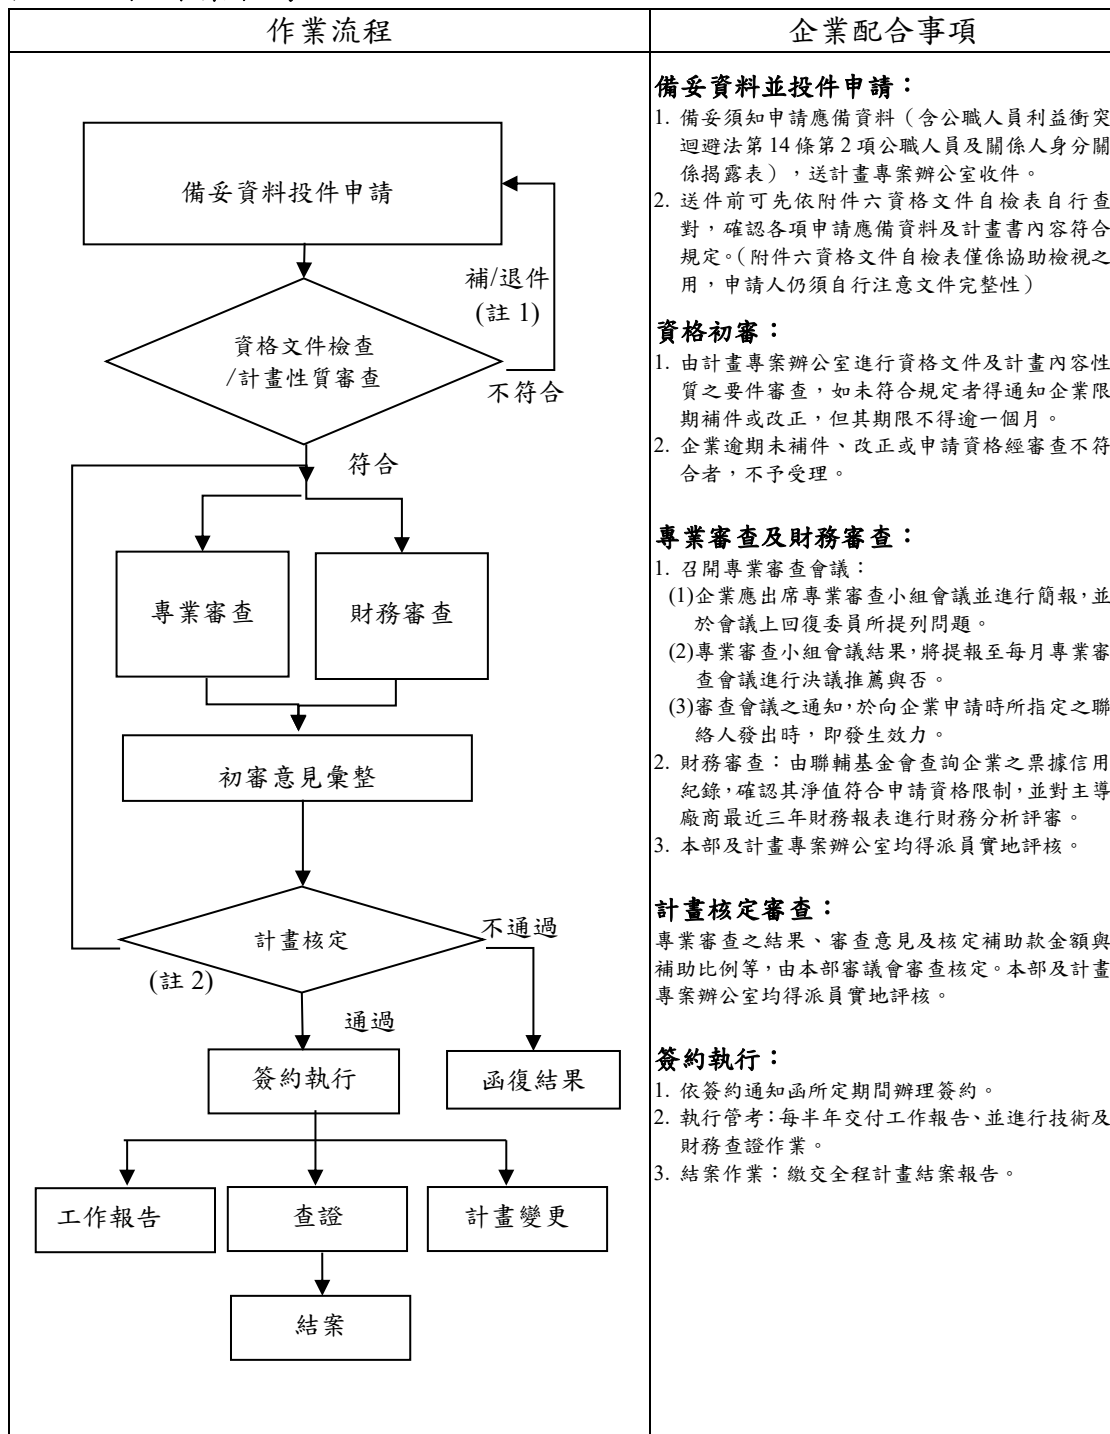 作業流程
企業配合事項
備妥資料投件申請
補/退件
(註 1)
資格文件檢查
/計畫性質審查
不符合
符合
專業審查
財務審查
初審意見彙整
計畫核定
不通過
(註 2)
通過
簽約執行
函復結果
工作報告
查證
計畫變更
結案
備妥資料並投件申請：
1. 備妥須知申請應備資料（含公職人員利益衝突
迴避法第 14 條第 2 項公職人員及關係人身分關
係揭露表），送計畫專案辦公室收件。
2. 送件前可先依附件六資格文件自檢表自行查
對，確認各項申請應備資料及計畫書內容符合
規定。（附件六資格文件自檢表僅係協助檢視之
用，申請人仍須自行注意文件完整性）
資格初審：
1. 由計畫專案辦公室進行資格文件及計畫內容性
質之要件審查，如未符合規定者得通知企業限
期補件或改正，但其期限不得逾一個月。
2. 企業逾期未補件、改正或申請資格經審查不符
合者，不予受理。
專業審查及財務審查：
1. 召開專業審查會議：
(1)企業應出席專業審查小組會議並進行簡報，並
於會議上回復委員所提列問題。
(2)專業審查小組會議結果，將提報至每月專業審
查會議進行決議推薦與否。
(3)審查會議之通知，於向企業申請時所指定之聯
絡人發出時，即發生效力。
2. 財務審查：由聯輔基金會查詢企業之票據信用
紀錄，確認其淨值符合申請資格限制，並對主導
廠商最近三年財務報表進行財務分析評審。
3. 本部及計畫專案辦公室均得派員實地評核。
計畫核定審查：
專業審查之結果、審查意見及核定補助款金額與
補助比例等，由本部審議會審查核定。本部及計畫
專案辦公室均得派員實地評核。
簽約執行：
1. 依簽約通知函所定期間辦理簽約。
2. 執行管考：每半年交付工作報告、並進行技術及
財務查證作業。
3. 結案作業：繳交全程計畫結案報告。